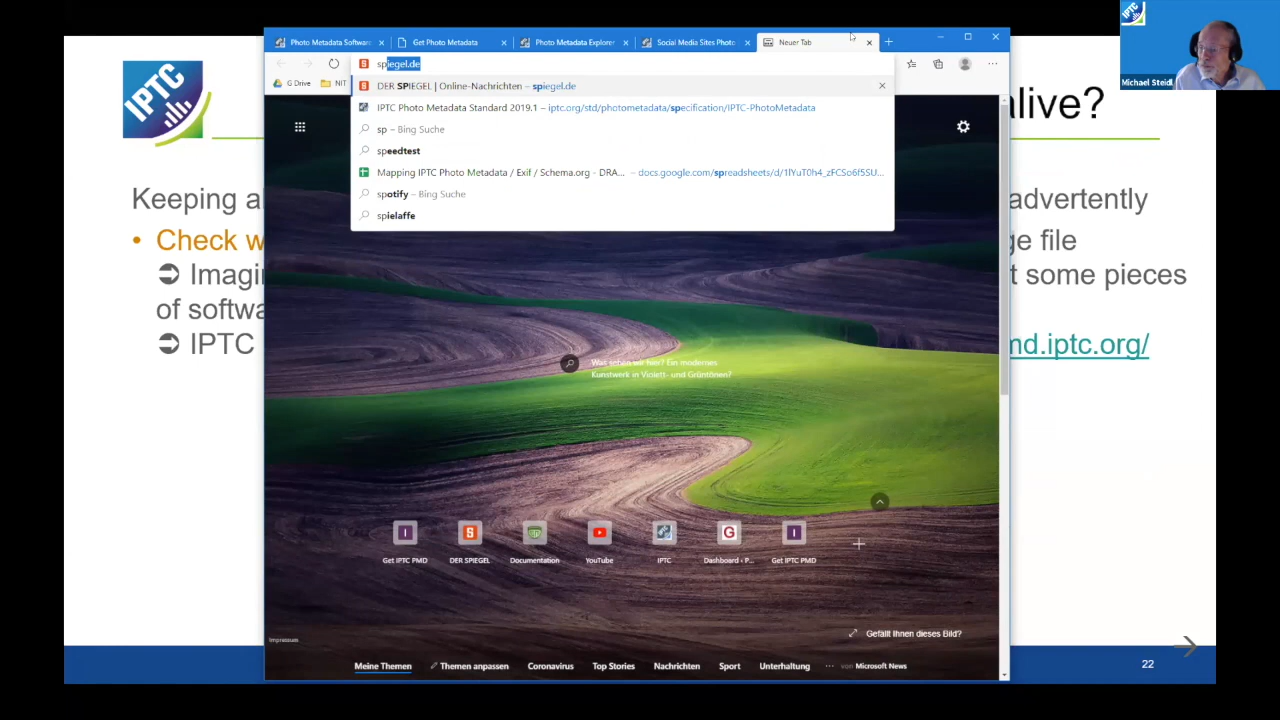 IPTC
Michael Steidl
Photo Metadata Software
Get Photo Metadata
Photo Metadata Explorer
Social Media Sites Photo
Neuer Tab
spiegel.de
G Drive
NIT
DER SPIEGEL | Online-Nachrichten – spiegel.de
IPTC Photo Metadata Standard 2019.1 – iptc.org/std/photometadata/specification/IPTC-PhotoMetadata
sp – Bing Suche
speedtest
Mapping IPTC Photo Metadata / Exif / Schema.org - DRA... – docs.google.com/spreadsheets/d/1lYuT0h4_zFCSo6f5SU...
spotify – Bing Suche
spielaffe
IPTC
alive?
Keeping a
advertently
• Check w
ge file
Imagi
t some pieces
of softwa
IPTC
md.iptc.org/
Was sehen wir hier? Ein modernes
Kunstwerk in Violett- und Grüntönen?
Get IPTC PMD
DER SPIEGEL
Documentation
YouTube
IPTC
Dashboard ‹ P...
Get IPTC PMD
Gefällt Ihnen dieses Bild?
Impressum
Meine Themen
Themen anpassen
Coronavirus
Top Stories
Nachrichten
Sport
Unterhaltung
... von Microsoft News
22